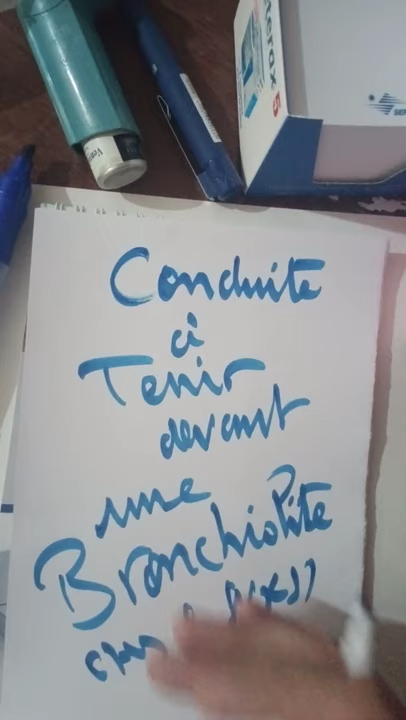 Conduite
à
Tenir
devant
une
Bronchiolite